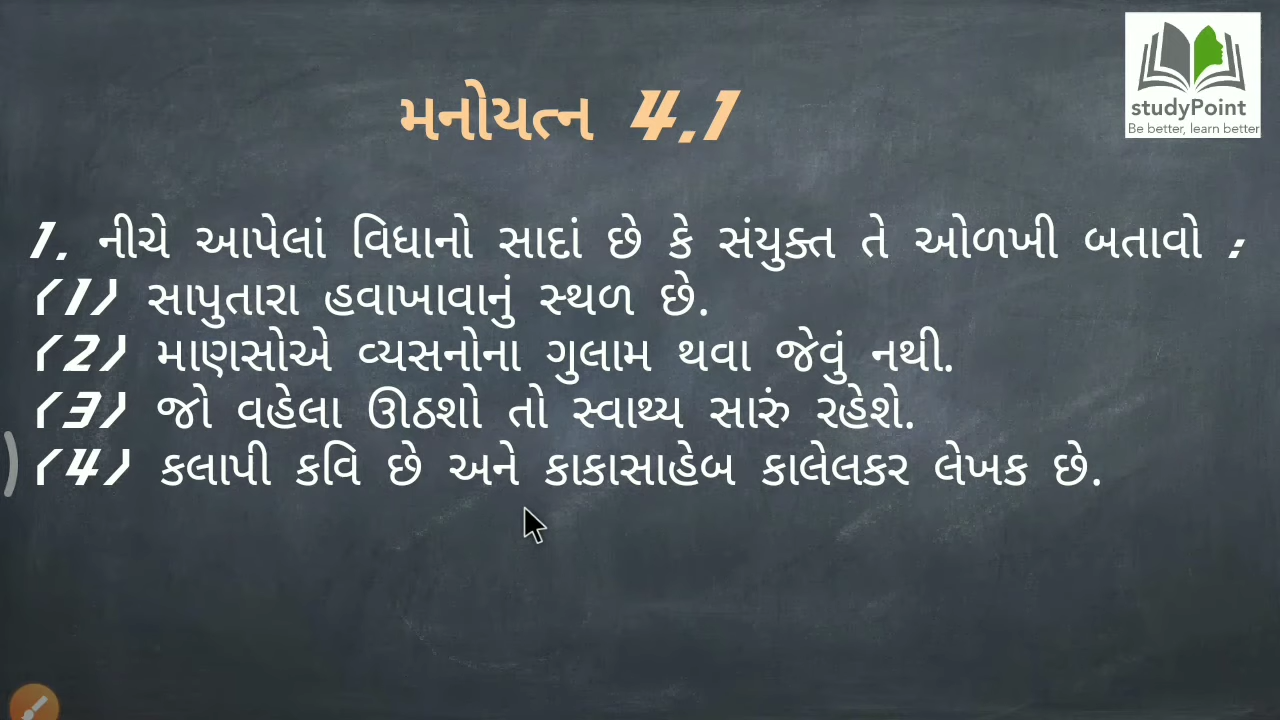 studyPoint
Be better, learn better
મનોયત્ન 4.1
1. નીચે આપેલાં વિધાનો સાદાં છે કે સંયુક્ત તે ઓળખી બતાવો :
(1) સાપુતારા હવાખાવાનું સ્થળ છે.
(2) માણસોએ વ્યસનોના ગુલામ થવા જેવું નથી.
(3) જો વહેલા ઊઠશો તો સ્વાથ્ય સારું રહેશે.
(4) કલાપી કવિ છે અને કાકાસાહેબ કાલેલકર લેખક છે.